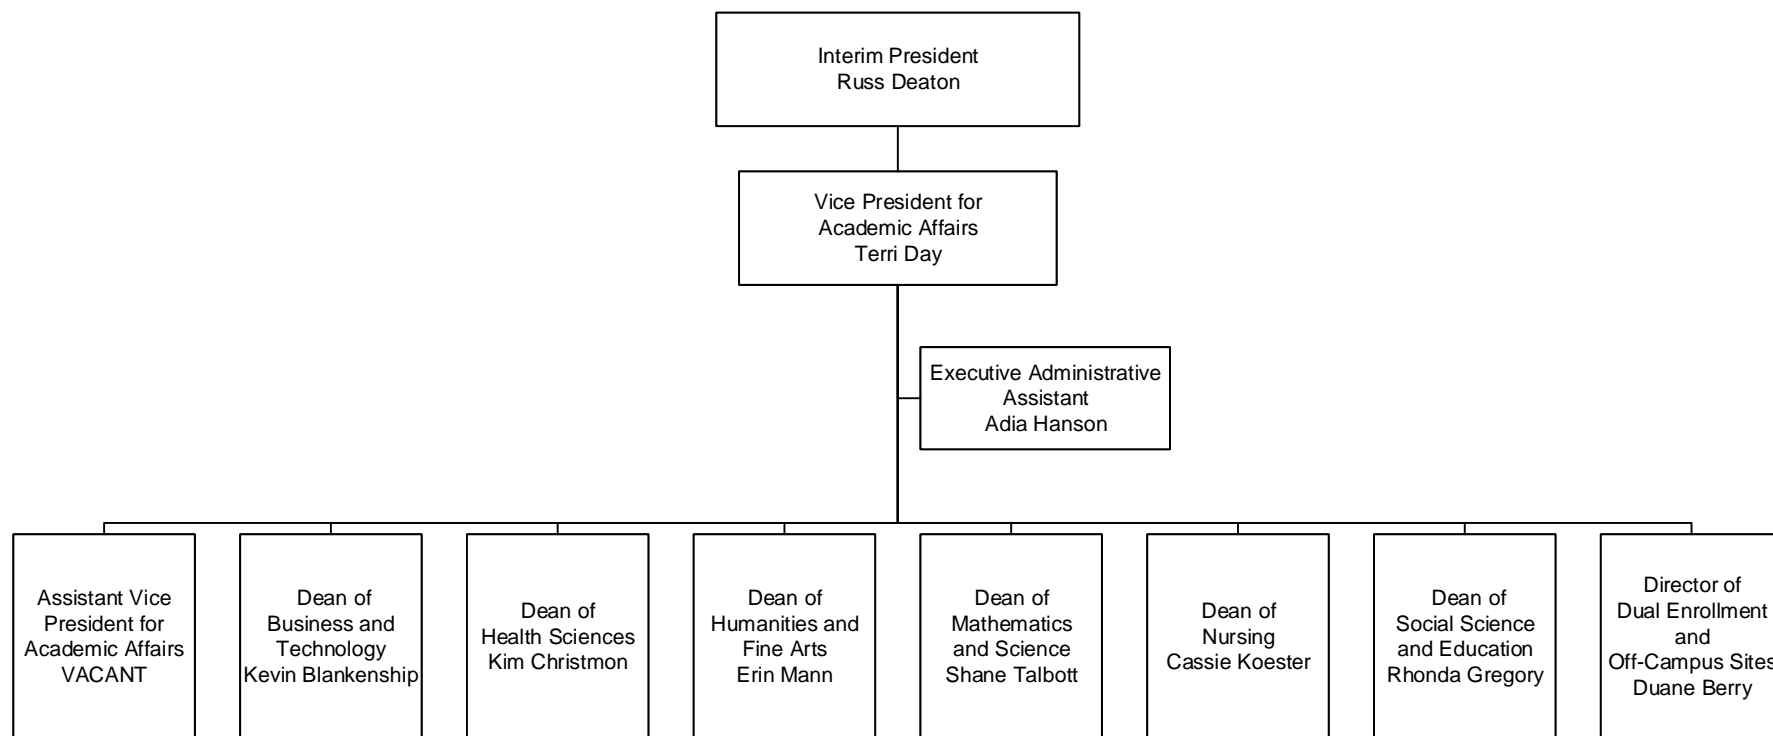 Interim President
Russ Deaton
Vice President for
Academic Affairs
Terri Day
Executive Administrative
Assistant
Adia Hanson
Assistant Vice
President for
Academic Affairs
VACANT
Dean of
Business and
Technology
Kevin Blankenship
Dean of
Health Sciences
Kim Christmon
Dean of
Humanities and
Fine Arts
Erin Mann
Dean of
Mathematics
and Science
Shane Talbott
Dean of
Nursing
Cassie Koester
Dean of
Social Science
and Education
Rhonda Gregory
Director of
Dual Enrollment
and
Off-Campus Sites
Duane Berry